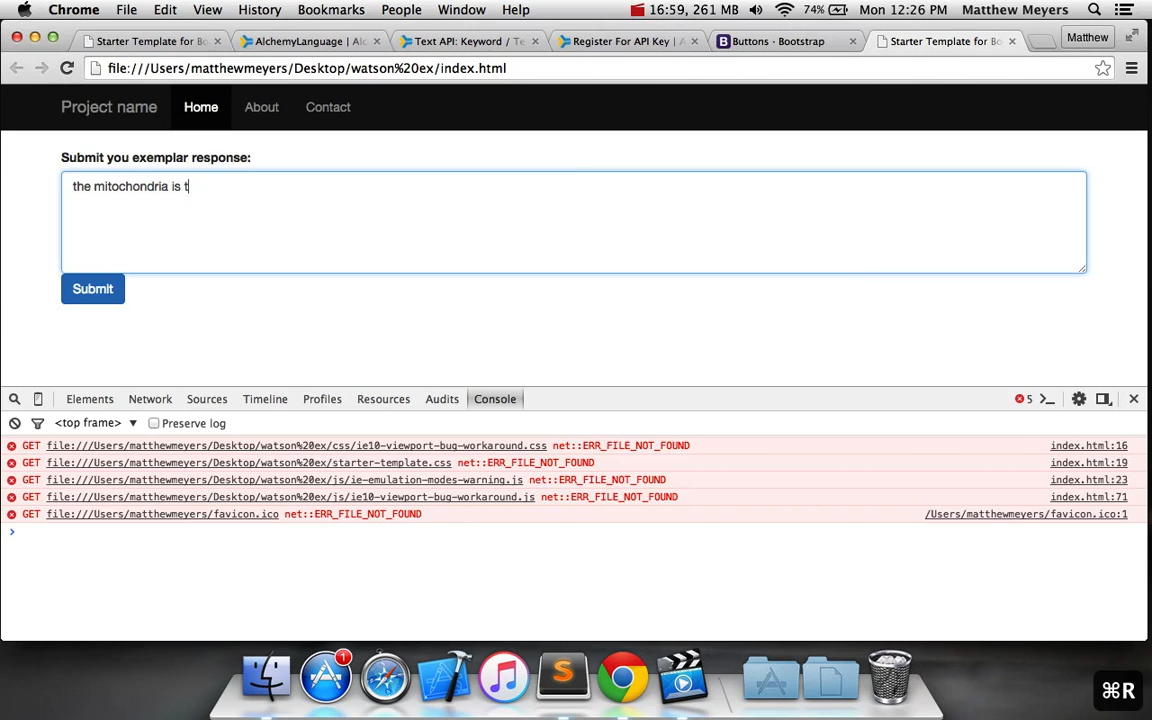 Chrome File Edit View History Bookmarks People Window Help 16:59, 261 MB 74% Mon 12:26 PM Matthew Meyers
Starter Template for Bo × AlchemyLanguage | Alc × Text API: Keyword / Te × Register For API Key | A × Buttons · Bootstrap × Starter Template for Bo × Matthew
file:///Users/matthewmeyers/Desktop/watson%20ex/index.html
Project name Home About Contact
Submit you exemplar response:
the mitochondria is t
Submit
Elements Network Sources Timeline Profiles Resources Audits Console 5
<top frame> Preserve log
GET file:///Users/matthewmeyers/Desktop/watson%20ex/css/ie10-viewport-bug-workaround.css net::ERR_FILE_NOT_FOUND index.html:16
GET file:///Users/matthewmeyers/Desktop/watson%20ex/starter-template.css net::ERR_FILE_NOT_FOUND index.html:19
GET file:///Users/matthewmeyers/Desktop/watson%20ex/js/ie-emulation-modes-warning.js net::ERR_FILE_NOT_FOUND index.html:23
GET file:///Users/matthewmeyers/Desktop/watson%20ex/js/ie10-viewport-bug-workaround.js net::ERR_FILE_NOT_FOUND index.html:71
GET file:///Users/matthewmeyers/favicon.ico net::ERR_FILE_NOT_FOUND /Users/matthewmeyers/favicon.ico:1
1
⌘R